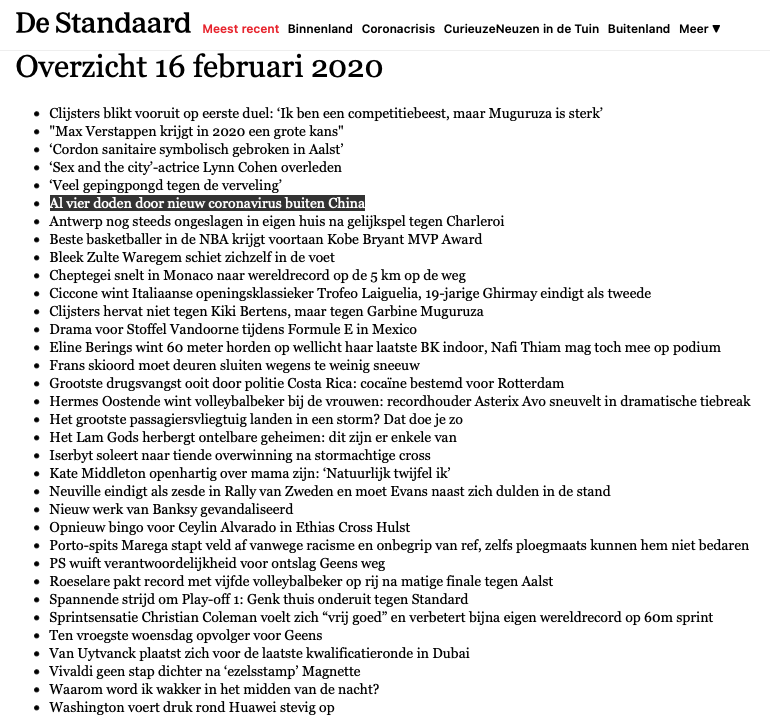 De Standaard Meest recent Binnenland Coronacrisis CurieuzeNeuzen in de Tuin Buitenland Meer ▼
Overzicht 16 februari 2020
• Clijsters blikt vooruit op eerste duel: ‘Ik ben een competitiebeest, maar Muguruza is sterk’
• "Max Verstappen krijgt in 2020 een grote kans"
• ‘Cordon sanitaire symbolisch gebroken in Aalst’
• ‘Sex and the city’-actrice Lynn Cohen overleden
• ‘Veel gepingpongd tegen de verveling’
• Al vier doden door nieuw coronavirus buiten China
• Antwerp nog steeds ongeslagen in eigen huis na gelijkspel tegen Charleroi
• Beste basketballer in de NBA krijgt voortaan Kobe Bryant MVP Award
• Bleek Zulte Waregem schiet zichzelf in de voet
• Cheptegei snelt in Monaco naar wereldrecord op de 5 km op de weg
• Ciccone wint Italiaanse openingsklassieker Trofeo Laiguelia, 19-jarige Ghirmay eindigt als tweede
• Clijsters hervat niet tegen Kiki Bertens, maar tegen Garbine Muguruza
• Drama voor Stoffel Vandoorne tijdens Formule E in Mexico
• Eline Berings wint 60 meter horden op wellicht haar laatste BK indoor, Nafi Thiam mag toch mee op podium
• Frans skioord moet deuren sluiten wegens te weinig sneeuw
• Grootste drugsvangst ooit door politie Costa Rica: cocaïne bestemd voor Rotterdam
• Hermes Oostende wint volleybalbeker bij de vrouwen: recordhouder Asterix Avo sneuvelt in dramatische tiebreak
• Het grootste passagiersvliegtuig landen in een storm? Dat doe je zo
• Het Lam Gods herbergt ontelbare geheimen: dit zijn er enkele van
• Iserbyt soleert naar tiende overwinning na stormachtige cross
• Kate Middleton openhartig over mama zijn: ‘Natuurlijk twijfel ik’
• Neuville eindigt als zesde in Rally van Zweden en moet Evans naast zich dulden in de stand
• Nieuw werk van Banksy gevandaliseerd
• Opnieuw bingo voor Ceylin Alvarado in Ethias Cross Hulst
• Porto-spits Marega stapt veld af vanwege racisme en onbegrip van ref, zelfs ploegmaats kunnen hem niet bedaren
• PS wuift verantwoordelijkheid voor ontslag Geens weg
• Roeselare pakt record met vijfde volleybalbeker op rij na matige finale tegen Aalst
• Spannende strijd om Play-off 1: Genk thuis onderuit tegen Standard
• Sprintsensatie Christian Coleman voelt zich “vrij goed” en verbetert bijna eigen wereldrecord op 60m sprint
• Ten vroegste woensdag opvolger voor Geens
• Van Uytvanck plaatst zich voor de laatste kwalificatieronde in Dubai
• Vivaldi geen stap dichter na ‘ezelsstamp’ Magnette
• Waarom word ik wakker in het midden van de nacht?
• Washington voert druk rond Huawei stevig op